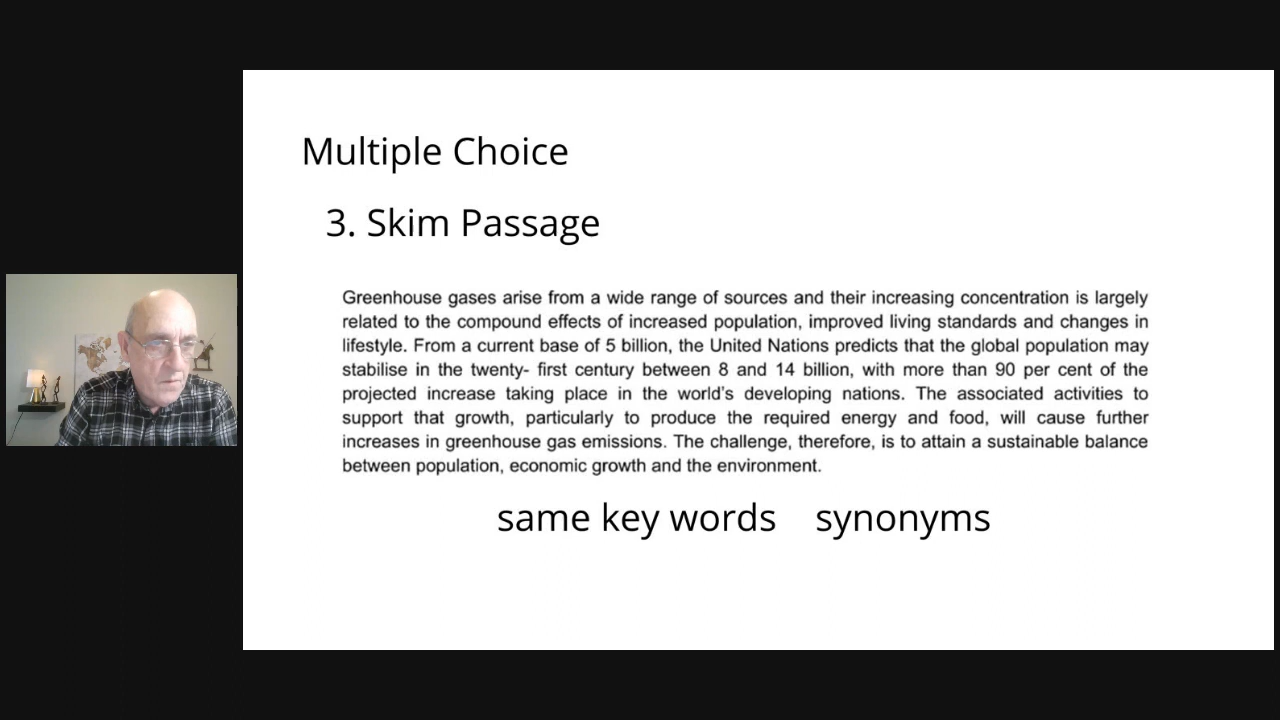 Multiple Choice
3. Skim Passage
Greenhouse gases arise from a wide range of sources and their increasing concentration is largely
related to the compound effects of increased population, improved living standards and changes in
lifestyle. From a current base of 5 billion, the United Nations predicts that the global population may
stabilise in the twenty- first century between 8 and 14 billion, with more than 90 per cent of the
projected increase taking place in the world's developing nations. The associated activities to
support that growth, particularly to produce the required energy and food, will cause further
increases in greenhouse gas emissions. The challenge, therefore, is to attain a sustainable balance
between population, economic growth and the environment.
same key words synonyms